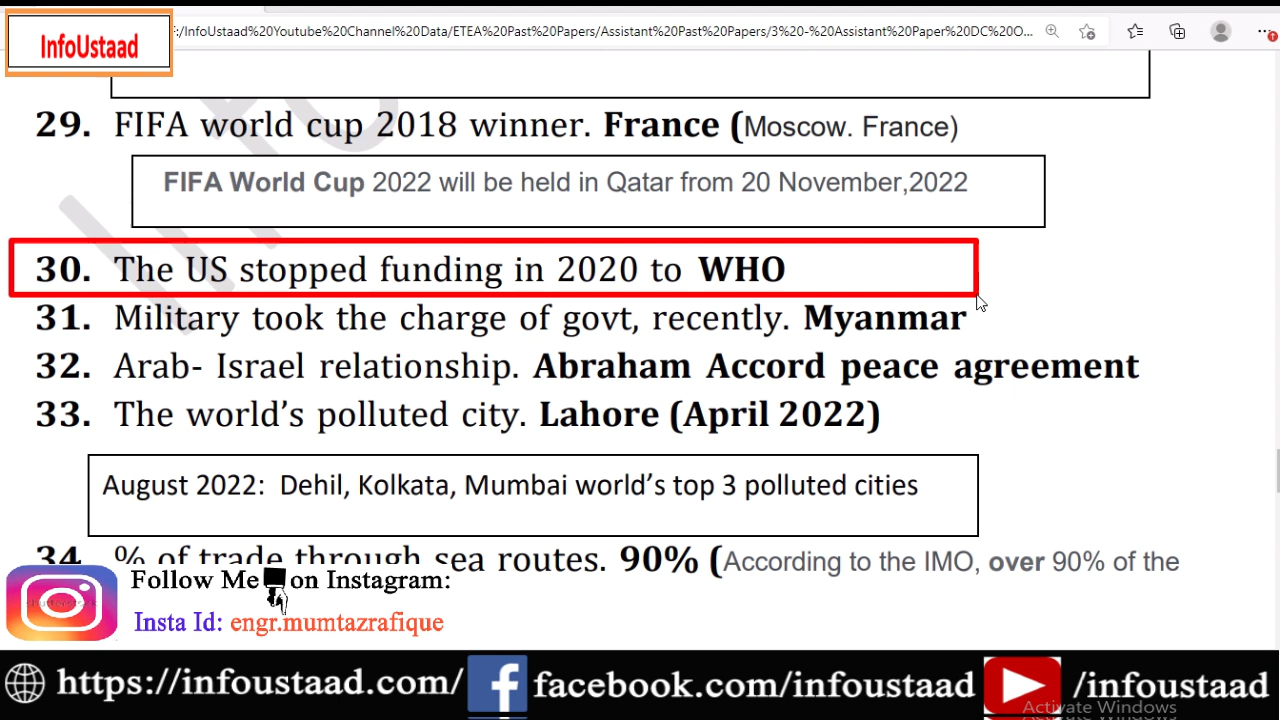 InfoUstaad
:/InfoUstaad%20Youtube%20Channel%20Data/ETEA%20Past%20Papers/Assistant%20Past%20Papers/3%20-%20Assistant%20Paper%20DC%20O...
29. FIFA world cup 2018 winner. France (Moscow. France)
FIFA World Cup 2022 will be held in Qatar from 20 November,2022
30. The US stopped funding in 2020 to WHO
31. Military took the charge of govt, recently. Myanmar
32. Arab- Israel relationship. Abraham Accord peace agreement
33. The world's polluted city. Lahore (April 2022)
August 2022: Dehil, Kolkata, Mumbai world's top 3 polluted cities
34. % of trade through sea routes. 90% (According to the IMO, over 90% of the
Follow Me on Instagram:
Insta Id: engr.mumtazrafique
https://infoustaad.com/ facebook.com/infoustaad /infoustaad
Activate Windows